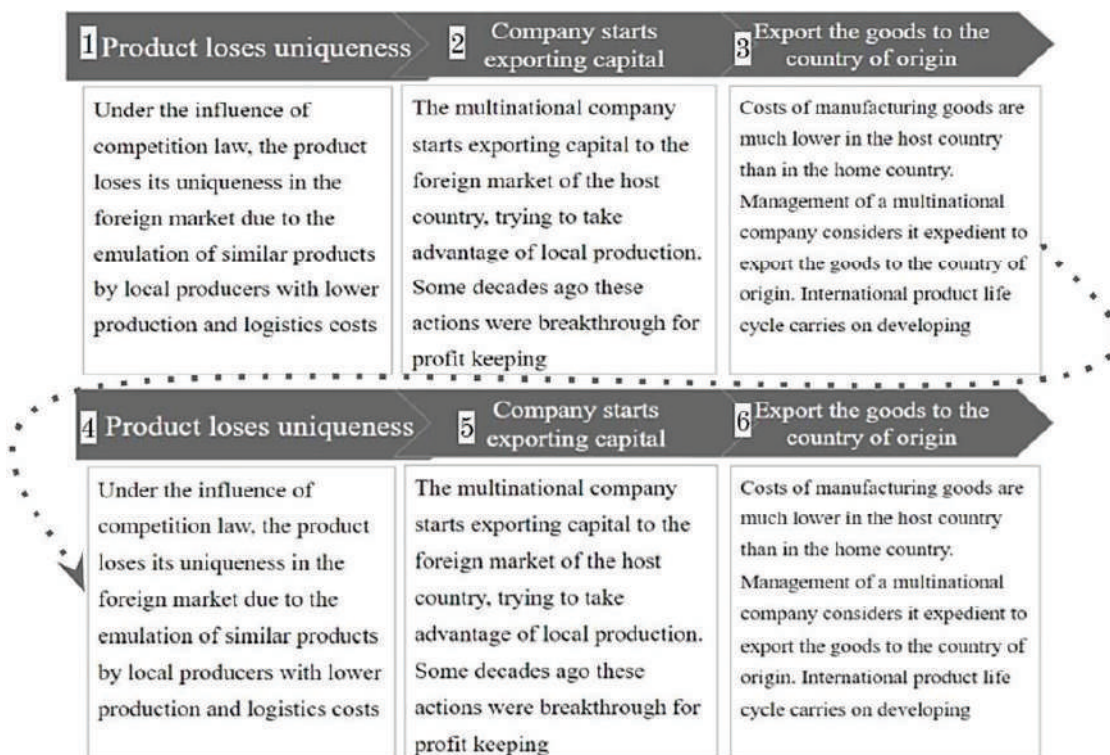 1 Product loses uniqueness
2 Company starts
exporting capital
3 Export the goods to the
country of origin
Under the influence of
competition law, the product
loses its uniqueness in the
foreign market due to the
emulation of similar products
by local producers with lower
production and logistics costs
The multinational company
starts exporting capital to the
foreign market of the host
country, trying to take
advantage of local production.
Some decades ago these
actions were breakthrough for
profit keeping
Costs of manufacturing goods are
much lower in the host country
than in the home country.
Management of a multinational
company considers it expedient to
export the goods to the country of
origin. International product life
cycle carries on developing
4 Product loses uniqueness
5 Company starts
exporting capital
6 Export the goods to the
country of origin
Under the influence of
competition law, the product
loses its uniqueness in the
foreign market due to the
emulation of similar products
by local producers with lower
production and logistics costs
The multinational company
starts exporting capital to the
foreign market of the host
country, trying to take
advantage of local production.
Some decades ago these
actions were breakthrough for
profit keeping
Costs of manufacturing goods are
much lower in the host country
than in the home country.
Management of a multinational
company considers it expedient to
export the goods to the country of
origin. International product life
cycle carries on developing